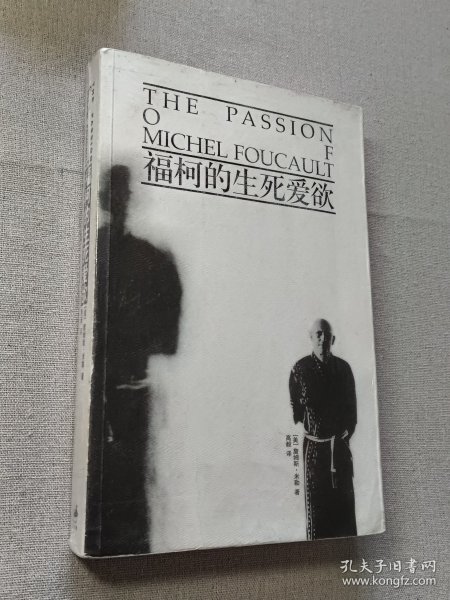 THE PASSION
O F
MICHEL FOUCAULT
福柯的生死爱欲
[美] 詹姆斯·米勒 著
高毅 译
孔夫子旧书网
www.kongfz.com